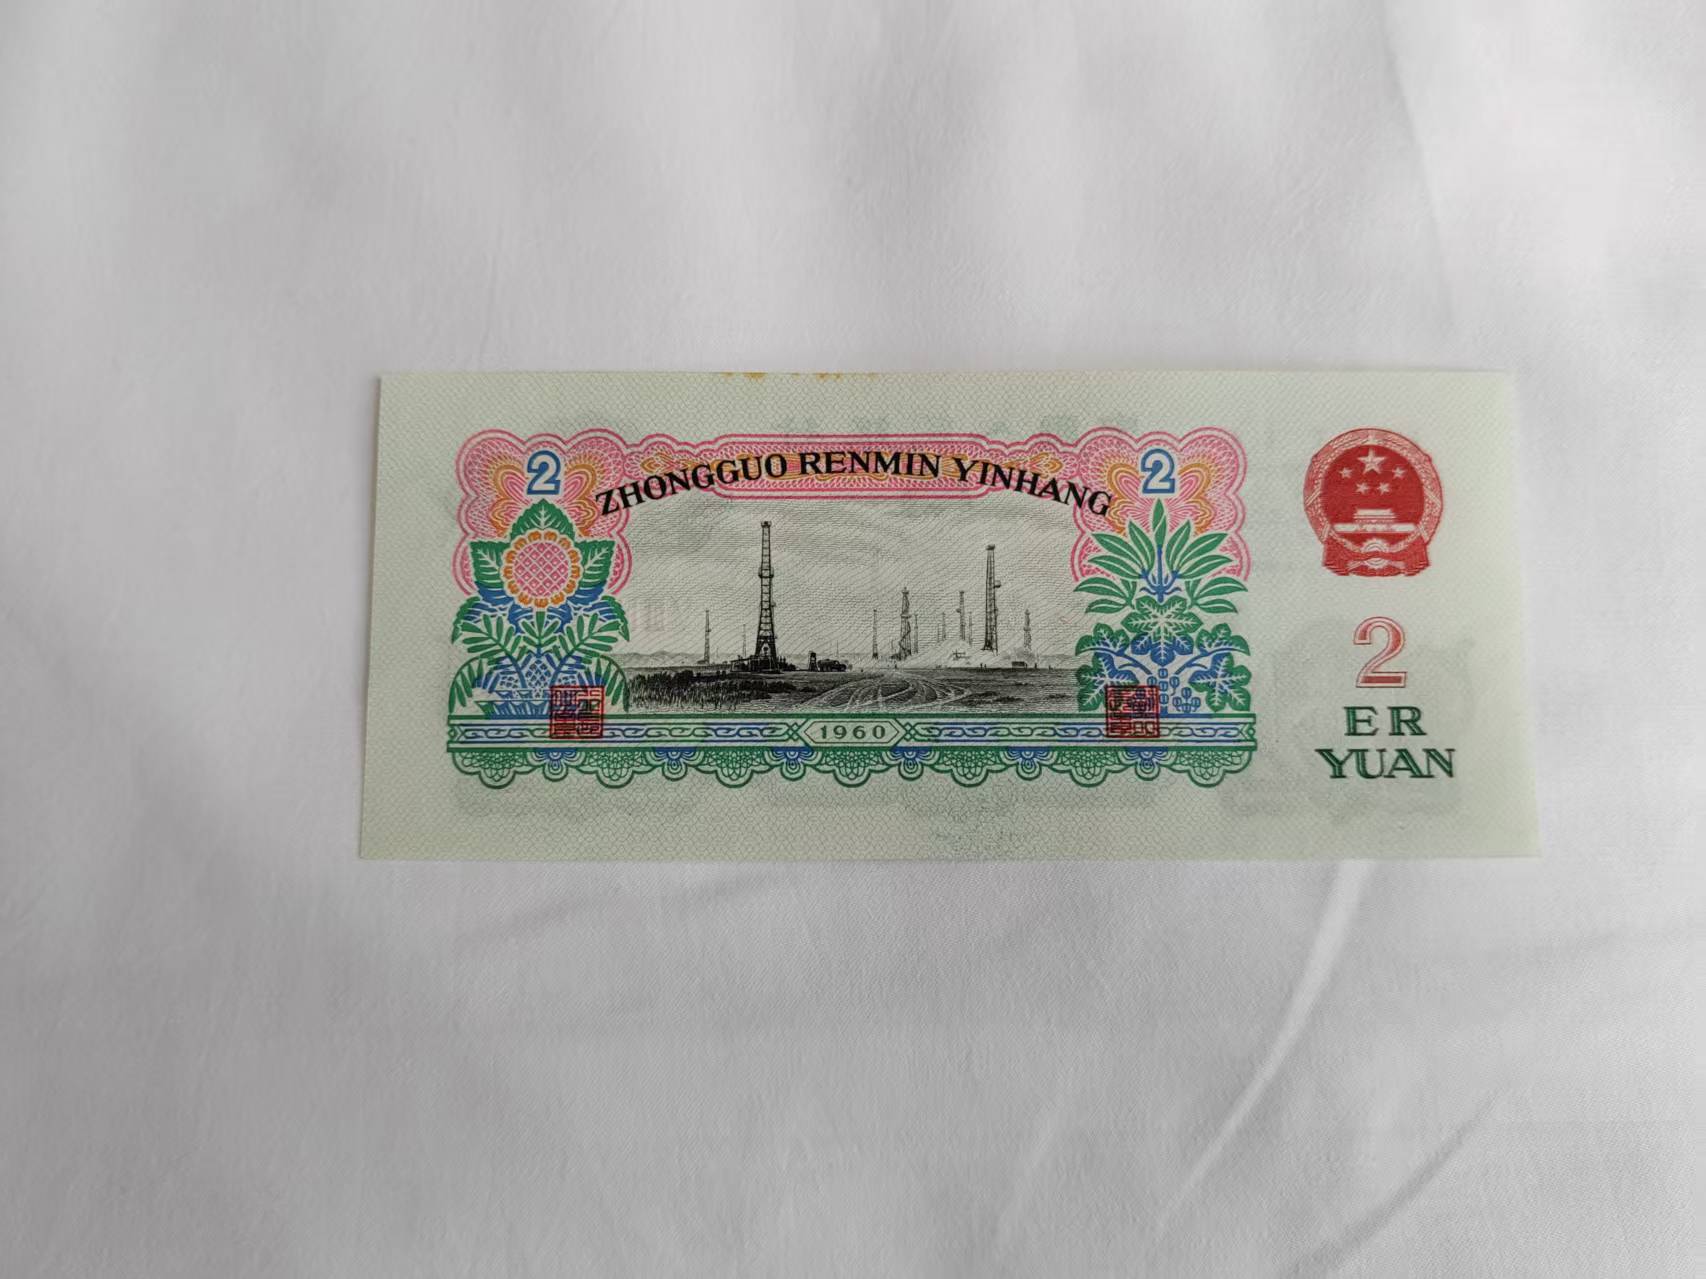 ZHONGGUO RENMIN YINHANG
2
2
1960
2
ER
YUAN